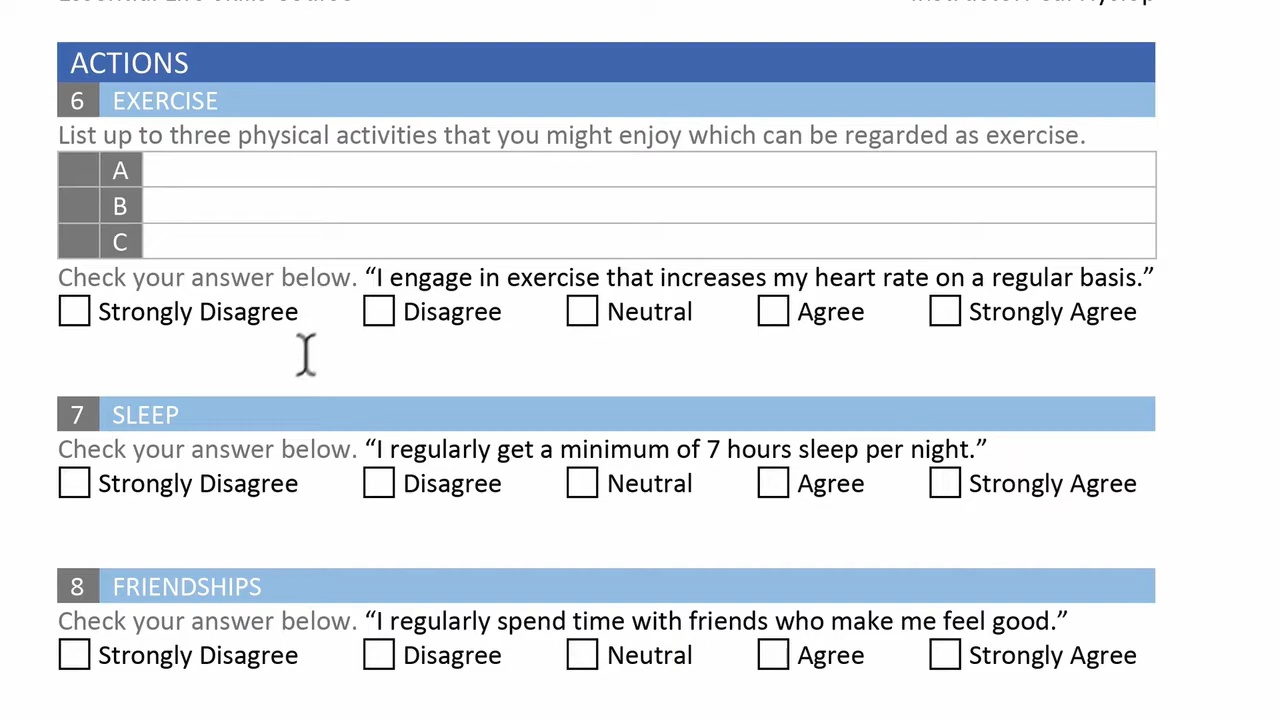 ACTIONS
6 EXERCISE
List up to three physical activities that you might enjoy which can be regarded as exercise.
A
B
C
Check your answer below. “I engage in exercise that increases my heart rate on a regular basis.”
Strongly Disagree Disagree Neutral Agree Strongly Agree
7 SLEEP
Check your answer below. “I regularly get a minimum of 7 hours sleep per night.”
Strongly Disagree Disagree Neutral Agree Strongly Agree
8 FRIENDSHIPS
Check your answer below. “I regularly spend time with friends who make me feel good.”
Strongly Disagree Disagree Neutral Agree Strongly Agree